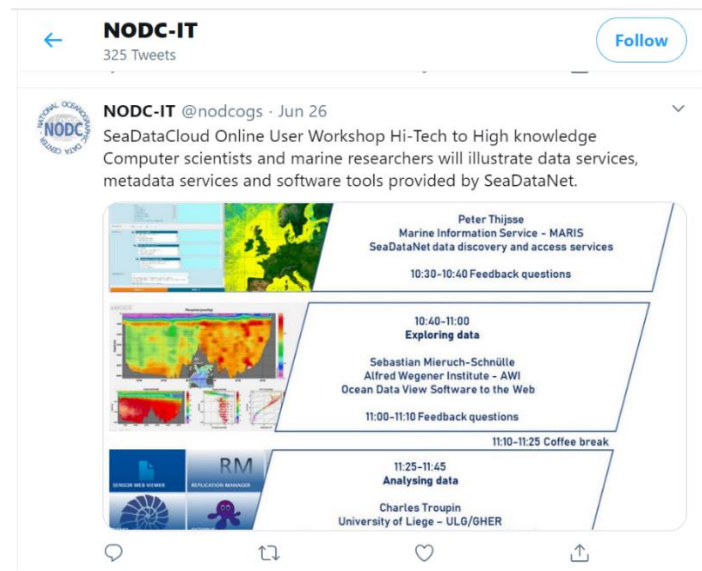 NODC-IT
325 Tweets
Follow
NODC-IT @nodcogs · Jun 26
SeaDataCloud Online User Workshop Hi-Tech to High knowledge
Computer scientists and marine researchers will illustrate data services,
metadata services and software tools provided by SeaDataNet.
NODC
Peter Thijsse
Marine Information Service - MARIS
SeaDataNet data discovery and access services
10:30-10:40 Feedback questions
10:40-11:00
Exploring data
Sebastian Mieruch-Schnülle
Alfred Wegener Institute - AWI
Ocean Data View Software to the Web
11:00-11:10 Feedback questions
11:10-11:25 Coffee break
SENSOR WEB VIEWER
RM
REPLICATION MANAGER
11:25-11:45
Analysing data
Charles Troupin
University of Liege - ULG/GHER